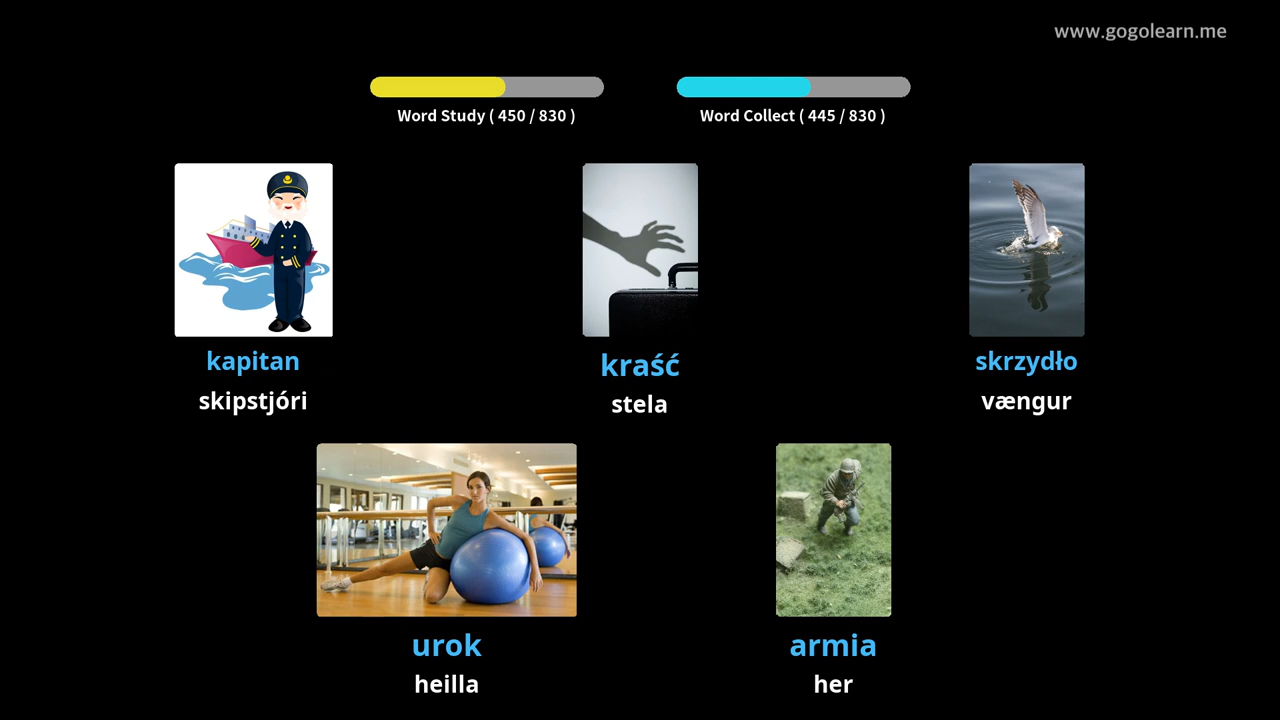 www.gogolearn.me
Word Study ( 450 / 830 )
Word Collect ( 445 / 830 )
kapitan
skipstjóri
kraść
stela
skrzydło
vængur
urok
heilla
armia
her